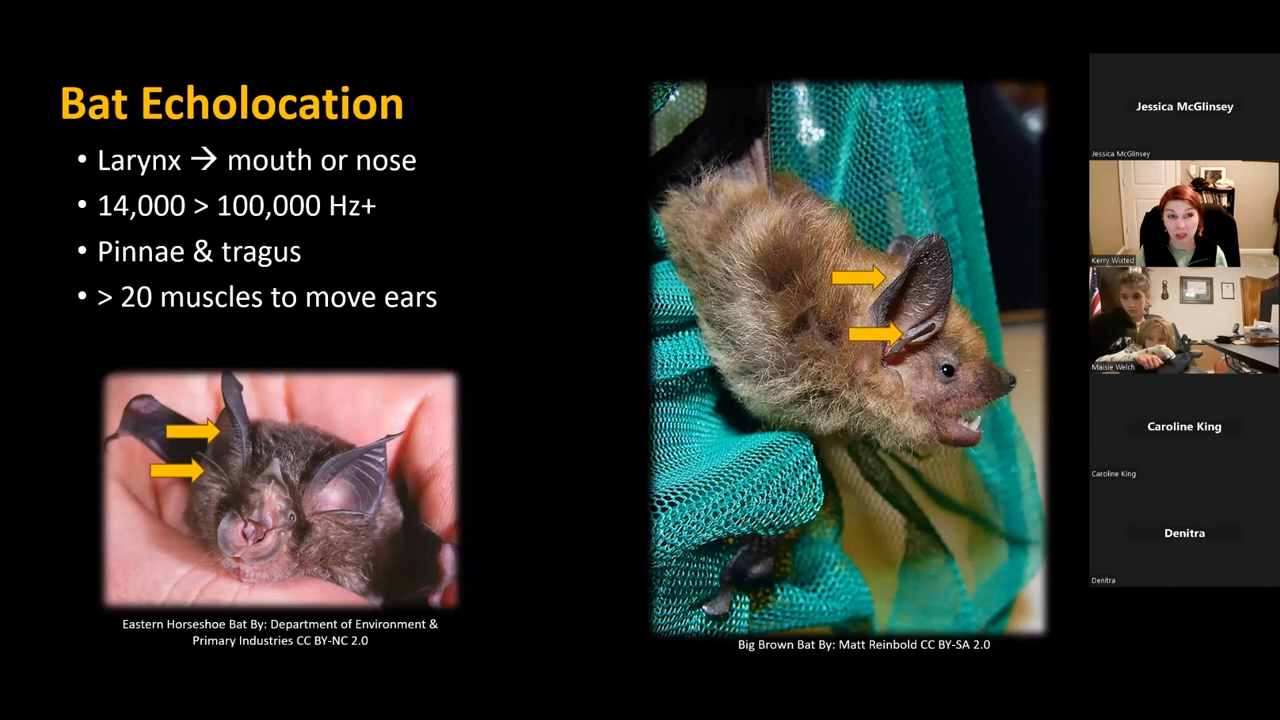 Bat Echolocation
• Larynx → mouth or nose
• 14,000 > 100,000 Hz+
• Pinnae & tragus
• > 20 muscles to move ears
Eastern Horseshoe Bat By: Department of Environment &
Primary Industries CC BY-NC 2.0
Big Brown Bat By: Matt Reinbold CC BY-SA 2.0
Jessica McGlinsey
Jessica McGlinsey
Kerry Wixted
Maisie Welch
Caroline King
Caroline King
Denitra
Denitra